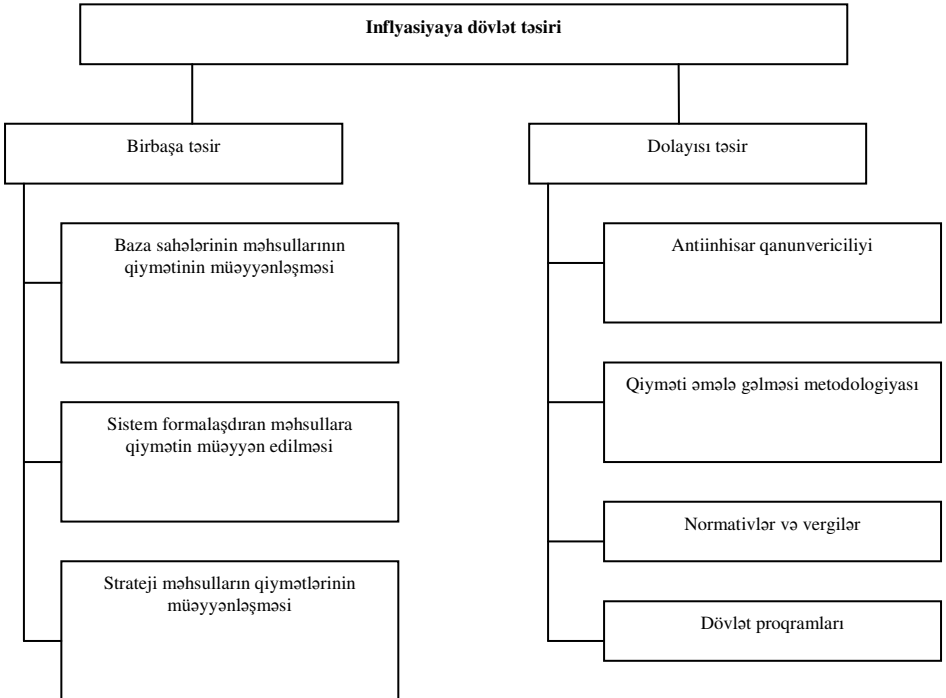 Inflyasiyaya dövlət təsiri
Birbaşa təsir
Baza sahələrinin məhsullarının
qiymətinin müəyyənləşməsi
Sistem formalaşdıran məhsullara
qiymətin müəyyən edilməsi
Strateji məhsulların qiymətlərinin
müəyyənləşməsi
Dolayısı təsir
Antiinhisar qanunvericiliyi
Qiyməti əmələ gəlməsi metodologiyası
Normativlər və vergilər
Dövlət proqramları